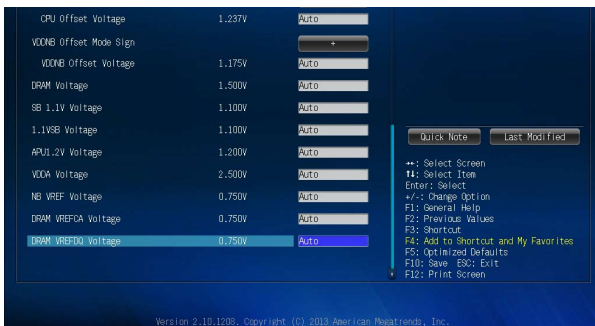 CPU Offset Voltage 1.237V Auto
VDDNB Offset Mode Sign +
VDDNB Offset Voltage 1.175V Auto
DRAM Voltage 1.500V Auto
SB 1.1V Voltage 1.100V Auto
1.1VSB Voltage 1.100V Auto
APU1.2V Voltage 1.200V Auto
VDDA Voltage 2.500V Auto
NB VREF Voltage 0.750V Auto
DRAM VREFCA Voltage 0.750V Auto
DRAM VREFDQ Voltage 0.750V Auto
Quick Note Last Modified
→←: Select Screen
↑↓: Select Item
Enter: Select
+/-: Change Option
F1: General Help
F2: Previous Values
F3: Shortcut
F4: Add to Shortcut and My Favorites
F5: Optimized Defaults
F10: Save ESC: Exit
F12: Print Screen
Version 2.10.1208. Copyright (C) 2013 American Megatrends, Inc.